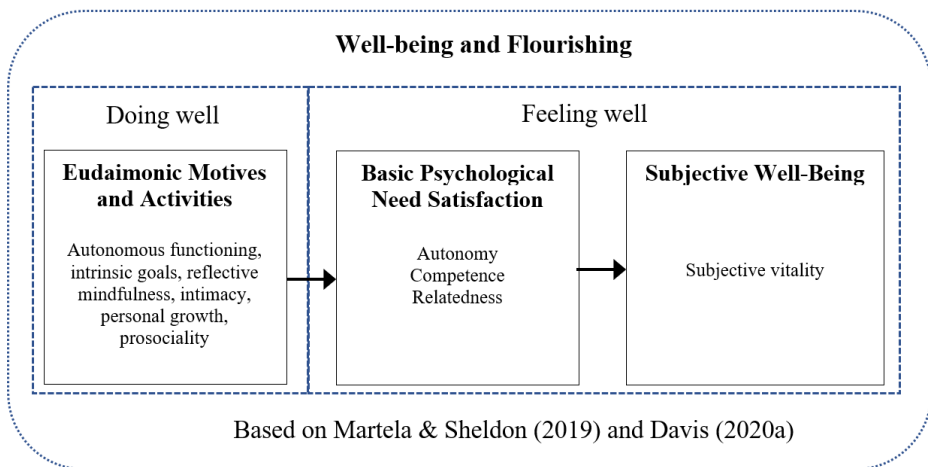 Well-being and Flourishing
Doing well
Feeling well
Eudaimonic Motives
and Activities
Autonomous functioning,
intrinsic goals, reflective
mindfulness, intimacy,
personal growth,
prosociality
Basic Psychological
Need Satisfaction
Autonomy
Competence
Relatedness
Subjective Well-Being
Subjective vitality
Based on Martela & Sheldon (2019) and Davis (2020a)